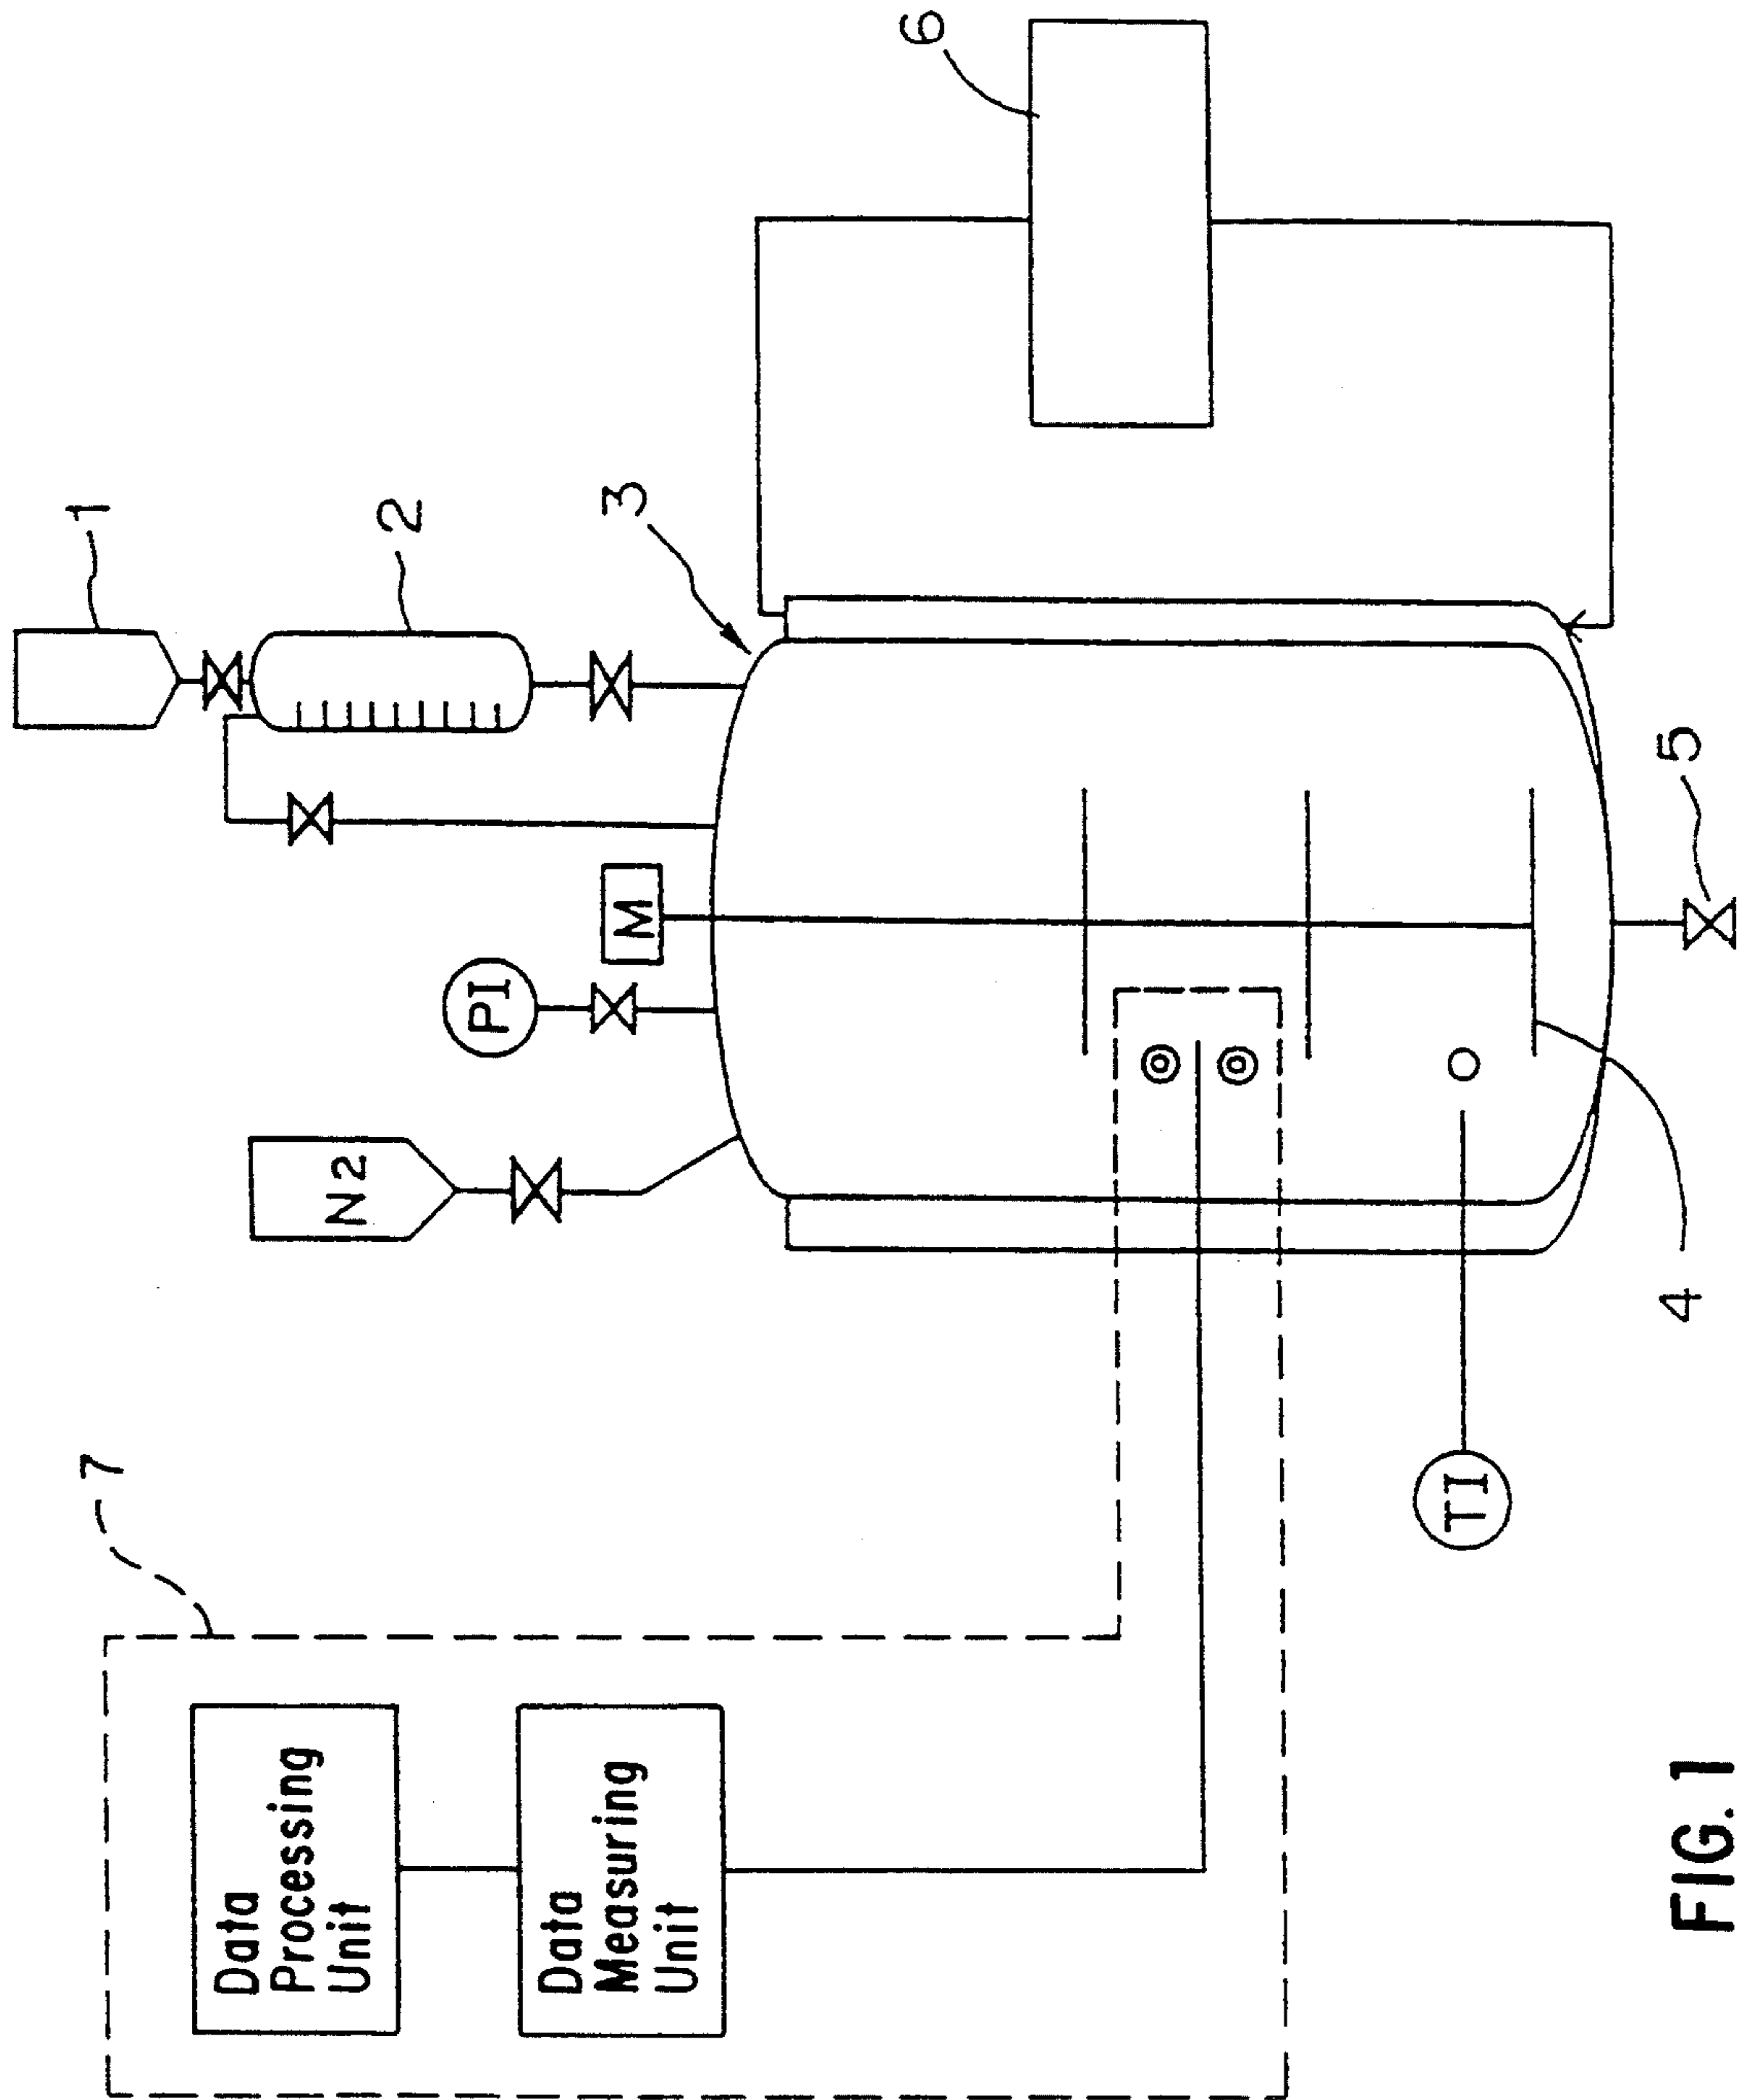 7
Data
Processing
Unit
Data
Measuring
Unit
N2
PI
M
1
2
3
6
TI
4
5
FIG. 1